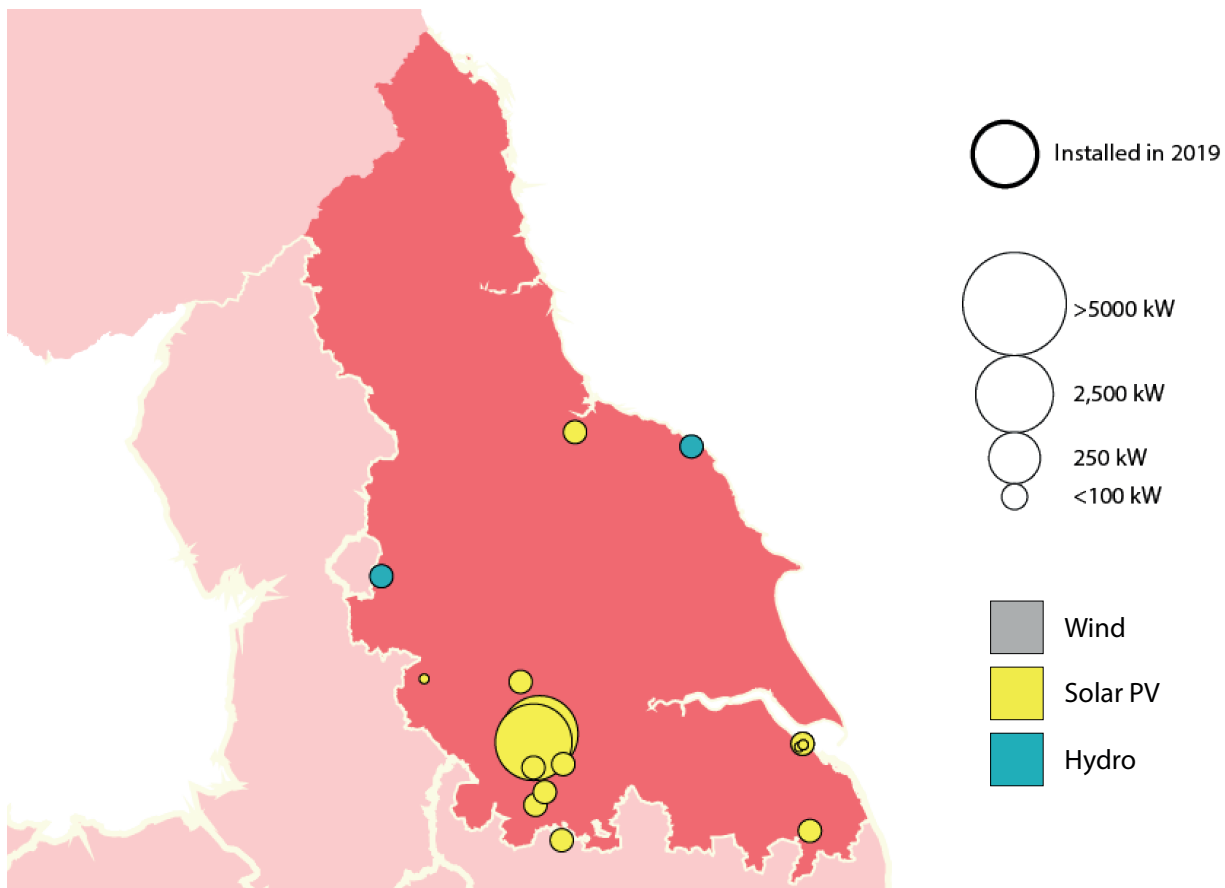 Installed in 2019
>5000 kW
2,500 kW
250 kW
<100 kW
Wind
Solar PV
Hydro